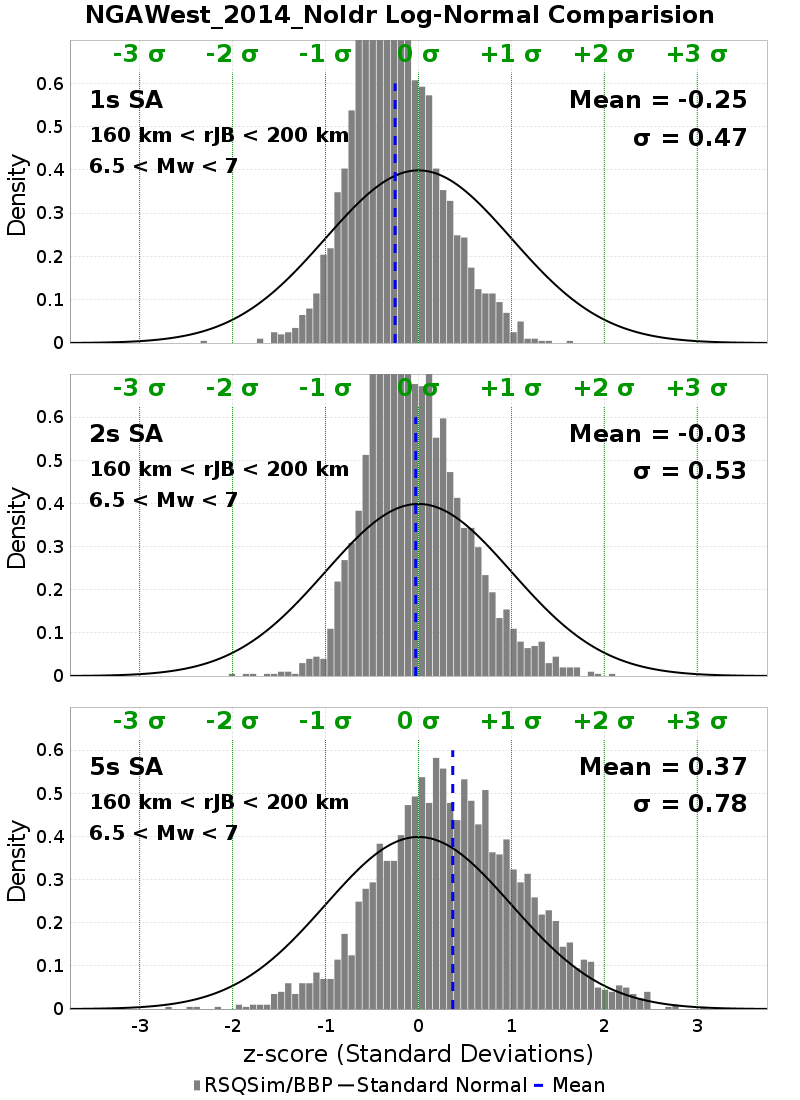 NGAWest_2014_NoIdr Log-Normal Comparision
-3 σ -2 σ -1 σ 0 σ +1 σ +2 σ +3 σ
1s SA
Mean = -0.25
160 km < rJB < 200 km
σ = 0.47
6.5 < Mw < 7
Density
0.6
0.5
0.4
0.3
0.2
0.1
0
-3 σ -2 σ -1 σ 0 σ +1 σ +2 σ +3 σ
2s SA
Mean = -0.03
160 km < rJB < 200 km
σ = 0.53
6.5 < Mw < 7
Density
0.6
0.5
0.4
0.3
0.2
0.1
0
-3 σ -2 σ -1 σ 0 σ +1 σ +2 σ +3 σ
5s SA
Mean = 0.37
160 km < rJB < 200 km
σ = 0.78
6.5 < Mw < 7
Density
0.6
0.5
0.4
0.3
0.2
0.1
0
-3 -2 -1 0 1 2 3
z-score (Standard Deviations)
RSQSim/BBP Standard Normal Mean